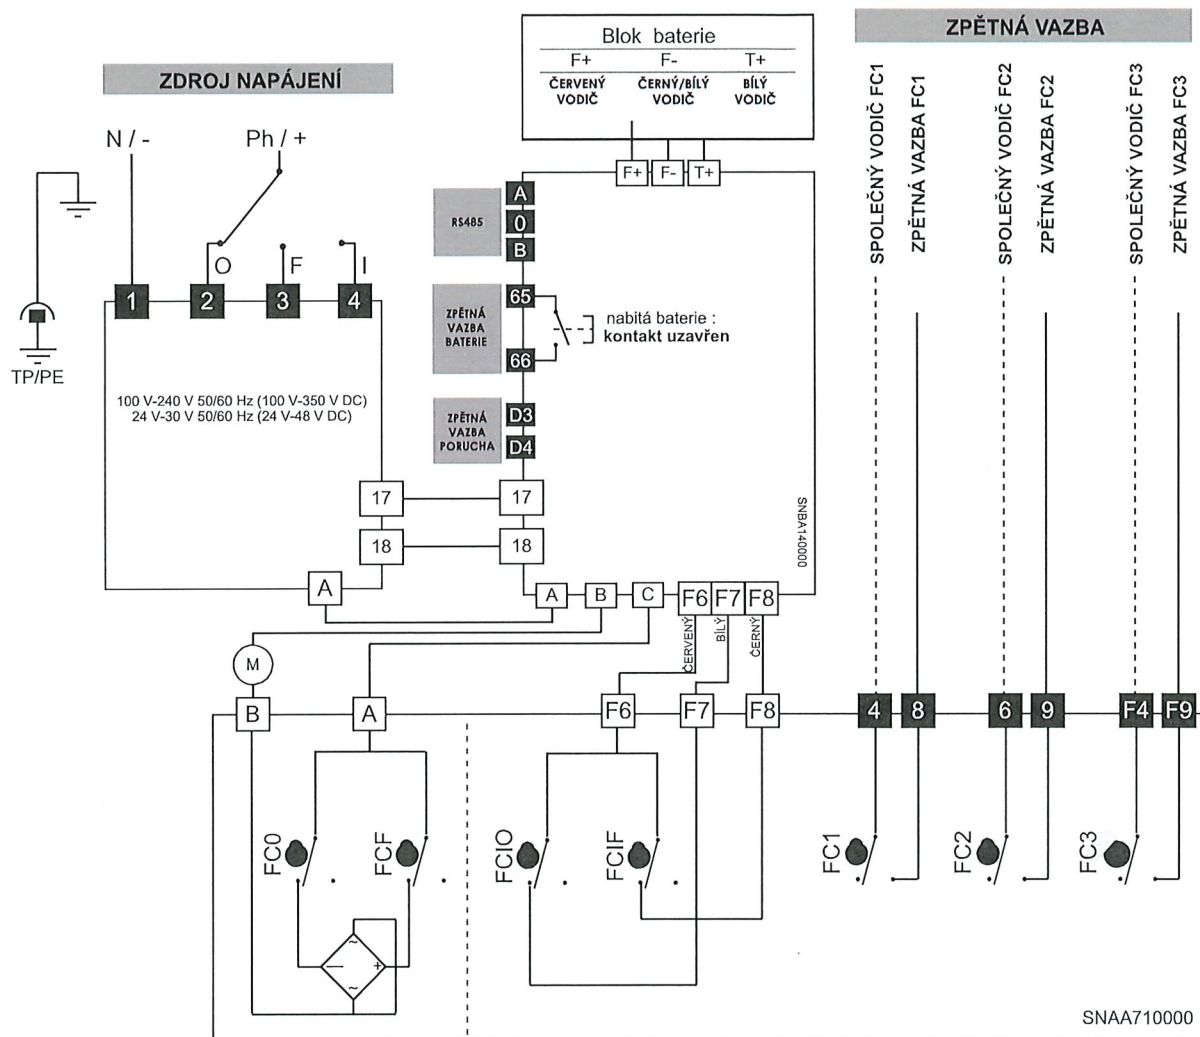 ZDROJ NAPÁJENÍ
Blok baterie
F+ F- T+
ČERVENÝ VODIČ
ČERNÝ/BÍLÝ VODIČ
BÍLÝ VODIČ
ZPĚTNÁ VAZBA
SPOLEČNÝ VODIČ FC1
ZPĚTNÁ VAZBA FC1
SPOLEČNÝ VODIČ FC2
ZPĚTNÁ VAZBA FC2
SPOLEČNÝ VODIČ FC3
ZPĚTNÁ VAZBA FC3
N / -
Ph / +
F+ F- T+
RS485
A
0
B
O F I
1 2 3 4
TP/PE
100 V-240 V 50/60 Hz (100 V-350 V DC)
24 V-30 V 50/60 Hz (24 V-48 V DC)
ZPĚTNÁ
VAZBA
BATERIE
65
66
nabitá baterie :
kontakt uzavřen
ZPĚTNÁ
VAZBA
PORUCHA
D3
D4
17 17
18 18
SNBA1400000
A
A B C F6 F7 F8
ČERVENÝ
BÍLÝ
ČERNÝ
M
B A F6 F7 F8 4 8 6 9 F4 F9
FC0
FCF
FCIO
FCIF
FC1
FC2
FC3
~
— +
~
SNAA710000